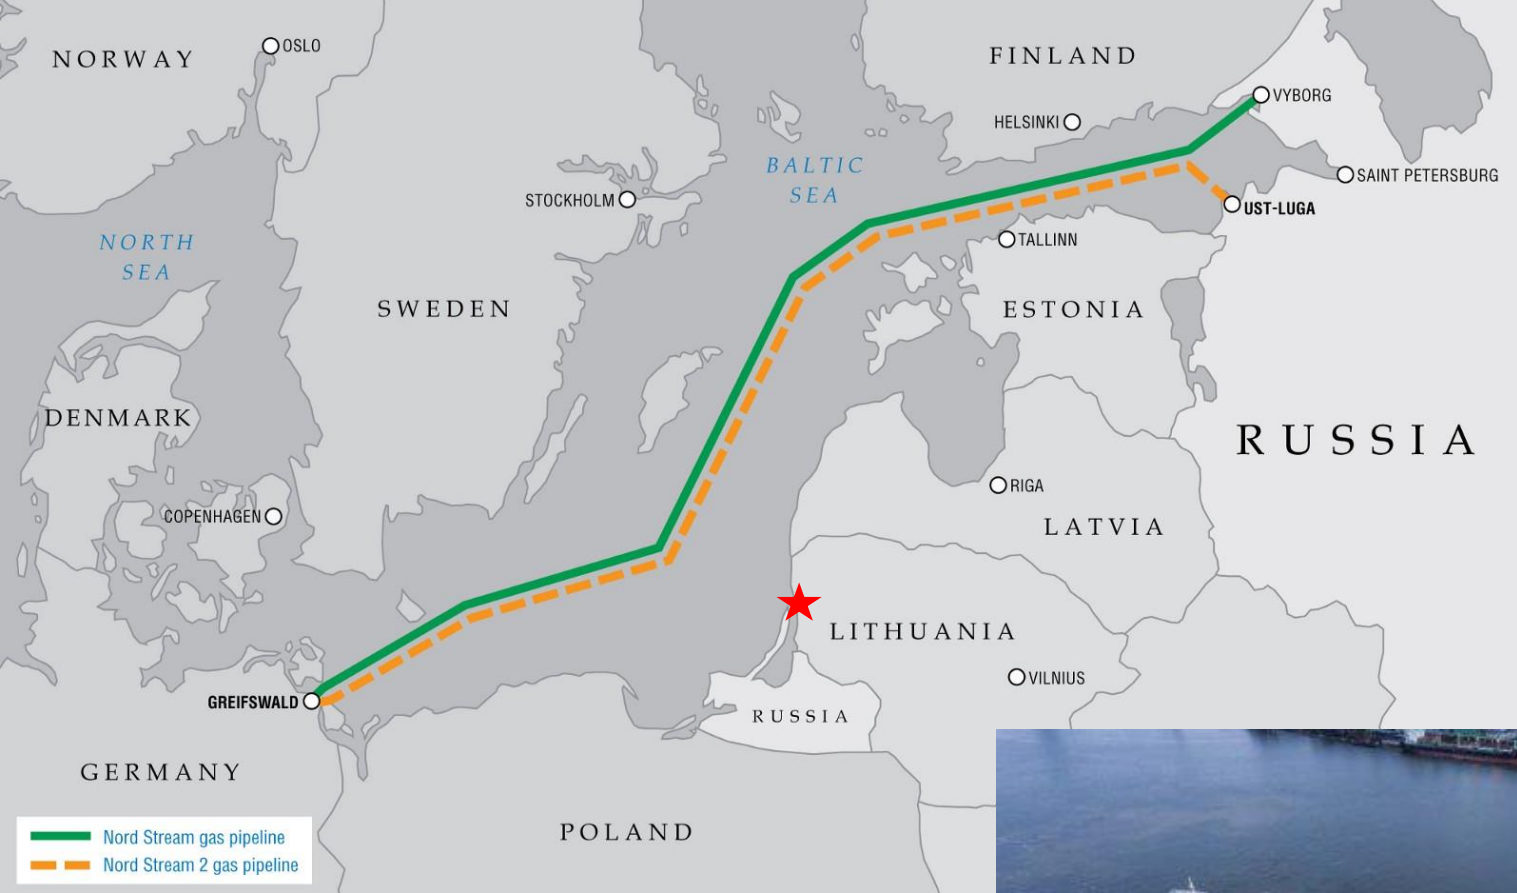 NORWAY
OSLO
FINLAND
VYBORG
HELSINKI
BALTIC
SEA
SAINT PETERSBURG
STOCKHOLM
UST-LUGA
NORTH
SEA
TALLINN
SWEDEN
ESTONIA
DENMARK
RUSSIA
RIGA
COPENHAGEN
LATVIA
LITHUANIA
VILNIUS
GREIFSWALD
RUSSIA
GERMANY
POLAND
Nord Stream gas pipeline
Nord Stream 2 gas pipeline